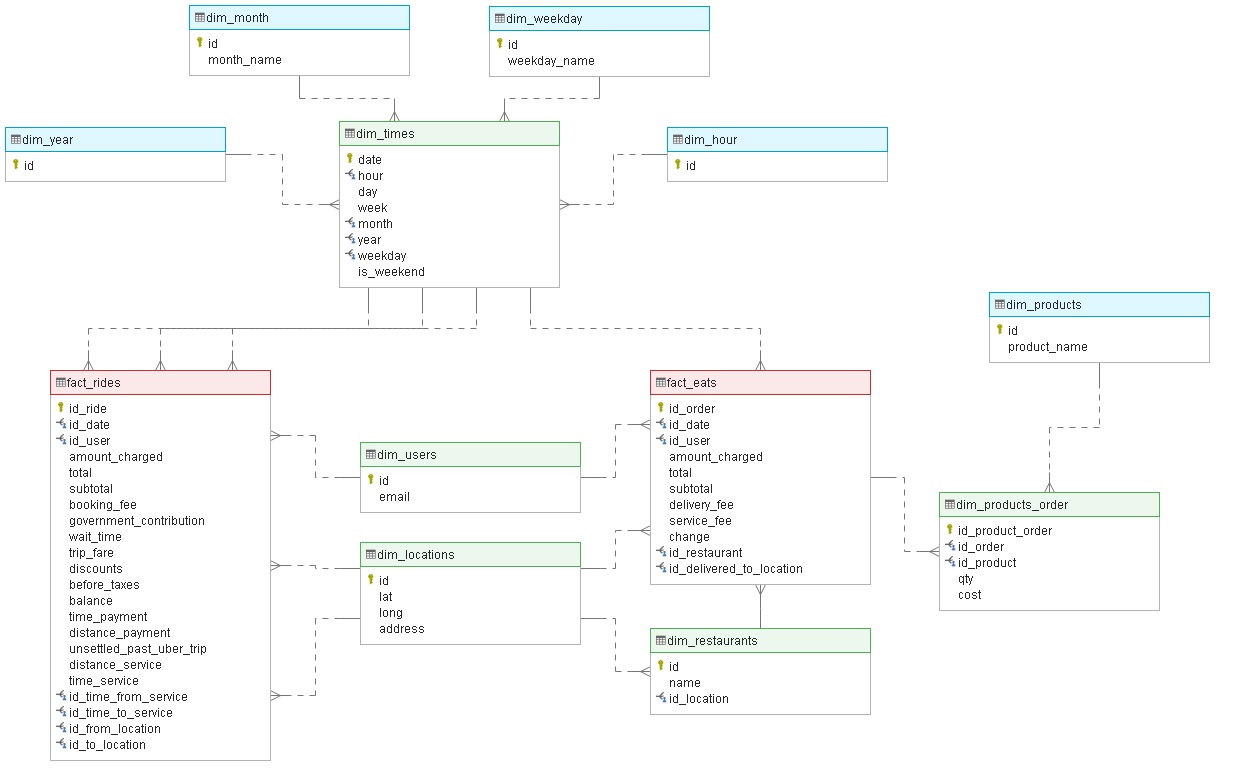 dim_month
id
month_name
dim_weekday
id
weekday_name
dim_year
id
dim_times
date
hour
day
week
month
year
weekday
is_weekend
dim_hour
id
dim_products
id
product_name
fact_rides
id_ride
id_date
id_user
amount_charged
total
subtotal
booking_fee
government_contribution
wait_time
trip_fare
discounts
before_taxes
balance
time_payment
distance_payment
unsettled_past_uber_trip
distance_service
time_service
id_time_from_service
id_time_to_service
id_from_location
id_to_location
dim_users
id
email
dim_locations
id
lat
long
address
fact_eats
id_order
id_date
id_user
amount_charged
total
subtotal
delivery_fee
service_fee
change
id_restaurant
id_delivered_to_location
dim_restaurants
id
name
id_location
dim_products_order
id_product_order
id_order
id_product
qty
cost